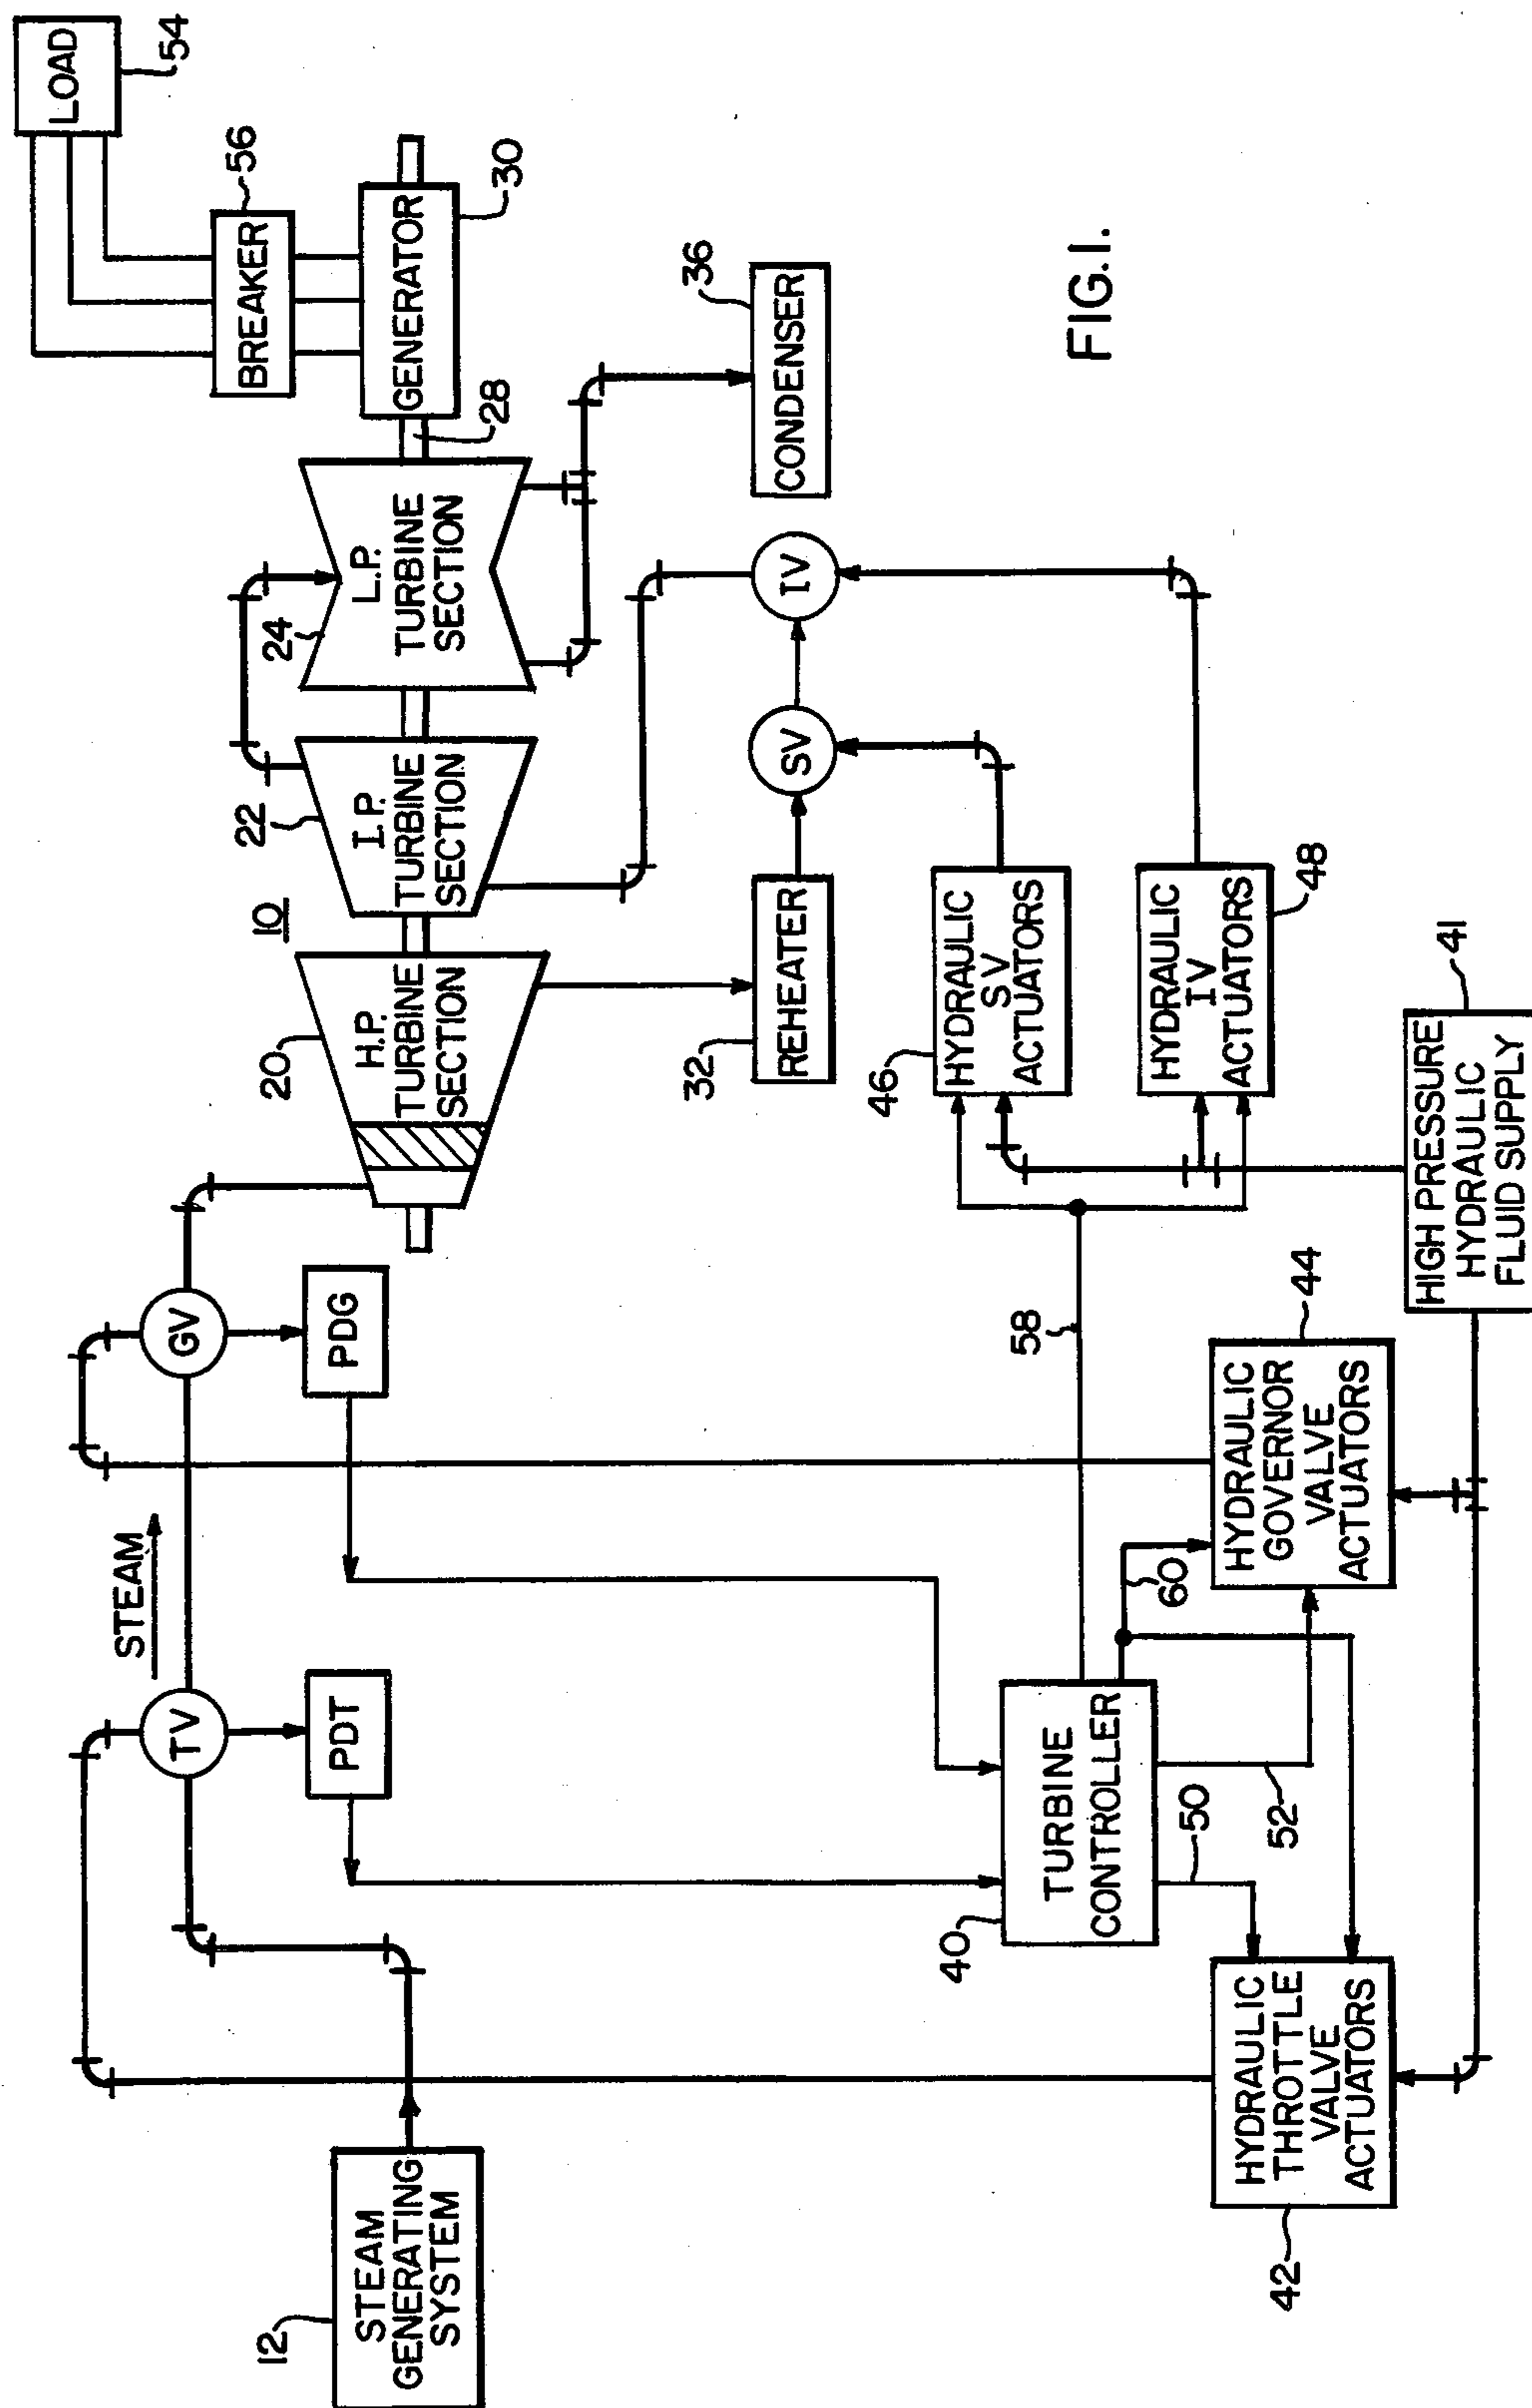 STEAM
GENERATING
SYSTEM
12
TV
STEAM
GV
PDT
PDG
10
H.P.
TURBINE
SECTION
20
I.P.
TURBINE
SECTION
22
L.P.
TURBINE
SECTION
24
28
GENERATOR
30
BREAKER
56
LOAD
54
REHEATER
32
SV
IV
CONDENSER
36
TURBINE
CONTROLLER
40
50
52
60
58
HYDRAULIC
SV
ACTUATORS
46
HYDRAULIC
IV
ACTUATORS
48
HYDRAULIC
THROTTLE
VALVE
ACTUATORS
42
HYDRAULIC
GOVERNOR
VALVE
ACTUATORS
44
HIGH PRESSURE
HYDRAULIC
FLUID SUPPLY
41
FIG.1.